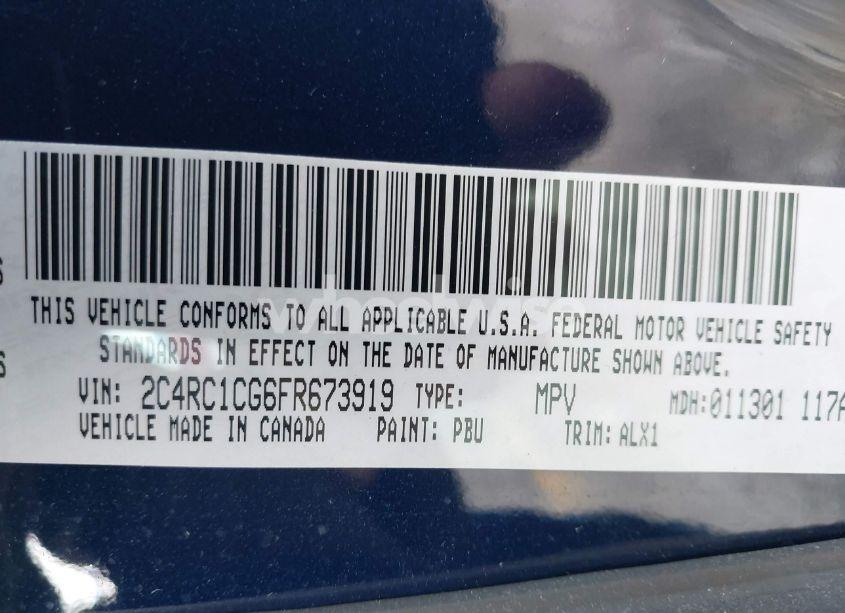 THIS VEHICLE CONFORMS TO ALL APPLICABLE U.S.A. FEDERAL MOTOR VEHICLE SAFETY
STANDARDS IN EFFECT ON THE DATE OF MANUFACTURE SHOWN ABOVE.
VIN: 2C4RC1CG6FR673919 TYPE: MPV MDH:011301 117A
VEHICLE MADE IN CANADA PAINT: PBU TRIM: ALX1